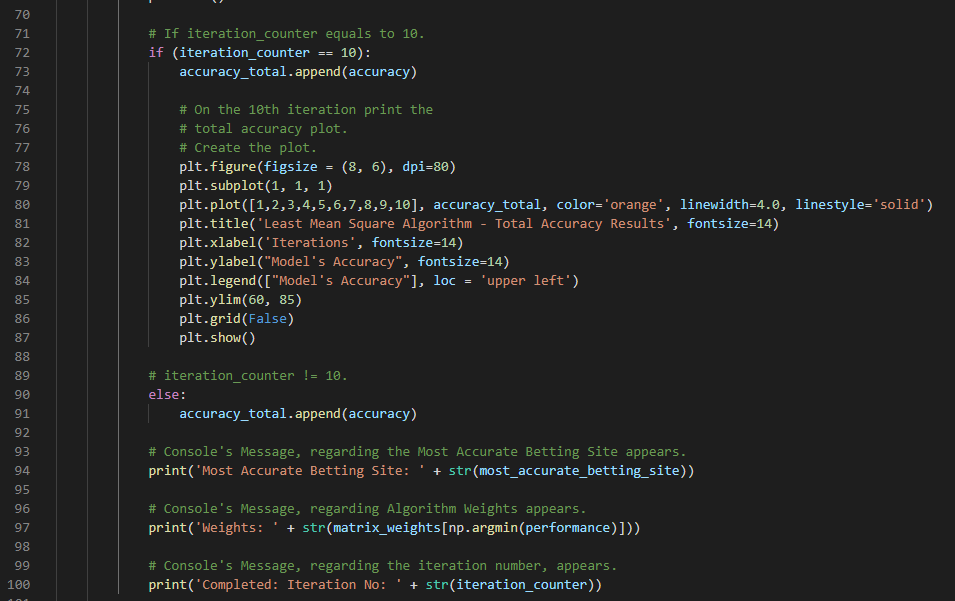 70
71 # If iteration_counter equals to 10.
72 if (iteration_counter == 10):
73 accuracy_total.append(accuracy)
74
75 # On the 10th iteration print the
76 # total accuracy plot.
77 # Create the plot.
78 plt.figure(figsize = (8, 6), dpi=80)
79 plt.subplot(1, 1, 1)
80 plt.plot([1,2,3,4,5,6,7,8,9,10], accuracy_total, color='orange', linewidth=4.0, linestyle='solid')
81 plt.title('Least Mean Square Algorithm - Total Accuracy Results', fontsize=14)
82 plt.xlabel('Iterations', fontsize=14)
83 plt.ylabel("Model's Accuracy", fontsize=14)
84 plt.legend(["Model's Accuracy"], loc = 'upper left')
85 plt.ylim(60, 85)
86 plt.grid(False)
87 plt.show()
88
89 # iteration_counter != 10.
90 else:
91 accuracy_total.append(accuracy)
92
93 # Console's Message, regarding the Most Accurate Betting Site appears.
94 print('Most Accurate Betting Site: ' + str(most_accurate_betting_site))
95
96 # Console's Message, regarding Algorithm Weights appears.
97 print('Weights: ' + str(matrix_weights[np.argmin(performance)]))
98
99 # Console's Message, regarding the iteration number, appears.
100 print('Completed: Iteration No: ' + str(iteration_counter))